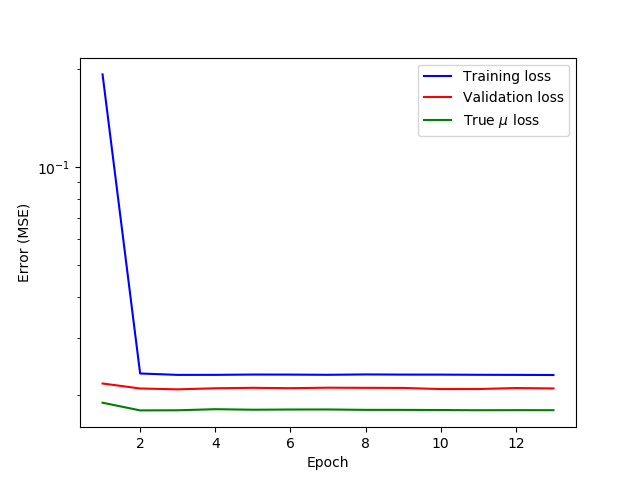 Training loss
Validation loss
True μ loss
10⁻¹
Error (MSE)
2 4 6 8 10 12
Epoch